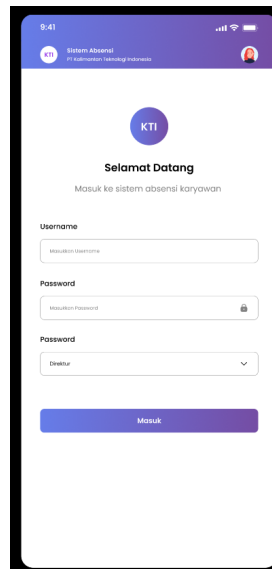 9:41
KTI
Sistem Absensi
PT Kalimantan Teknologi Indonesia
KTI
Selamat Datang
Masuk ke sistem absensi karyawan
Username
Masukkan Username
Password
Masukkan Password
Password
Direktur
Masuk